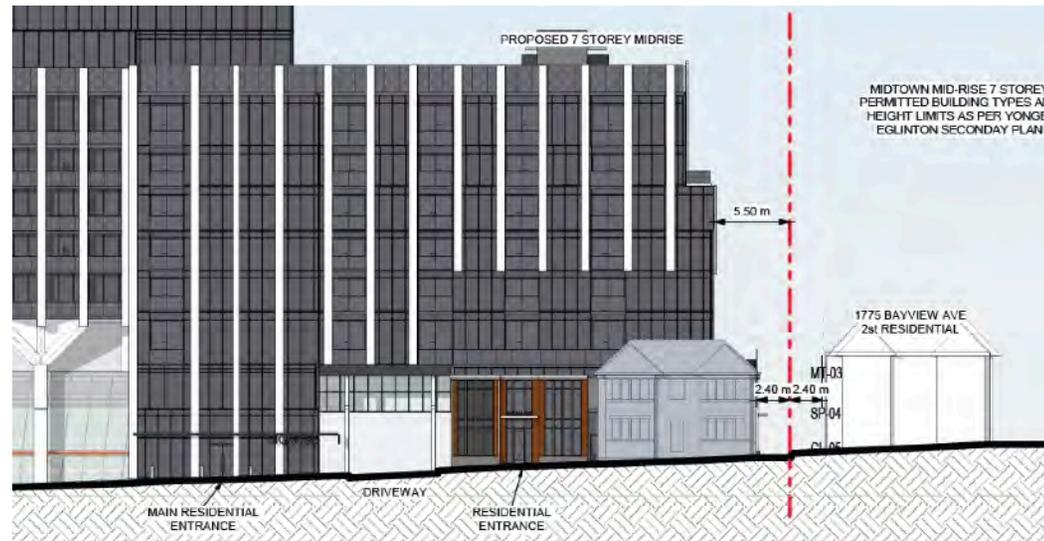 PROPOSED 7 STOREY MIDRISE
MIDTOWN MID-RISE 7 STOREY
PERMITTED BUILDING TYPES
HEIGHT LIMITS AS PER YONGE
EGLINTON SECONDAY PLAN
5.50 m
1775 BAYVIEW AVE
2st RESIDENTIAL
MT-03
2.40 m
2.40 m
SP-04
DRIVEWAY
MAIN RESIDENTIAL
ENTRANCE
RESIDENTIAL
ENTRANCE